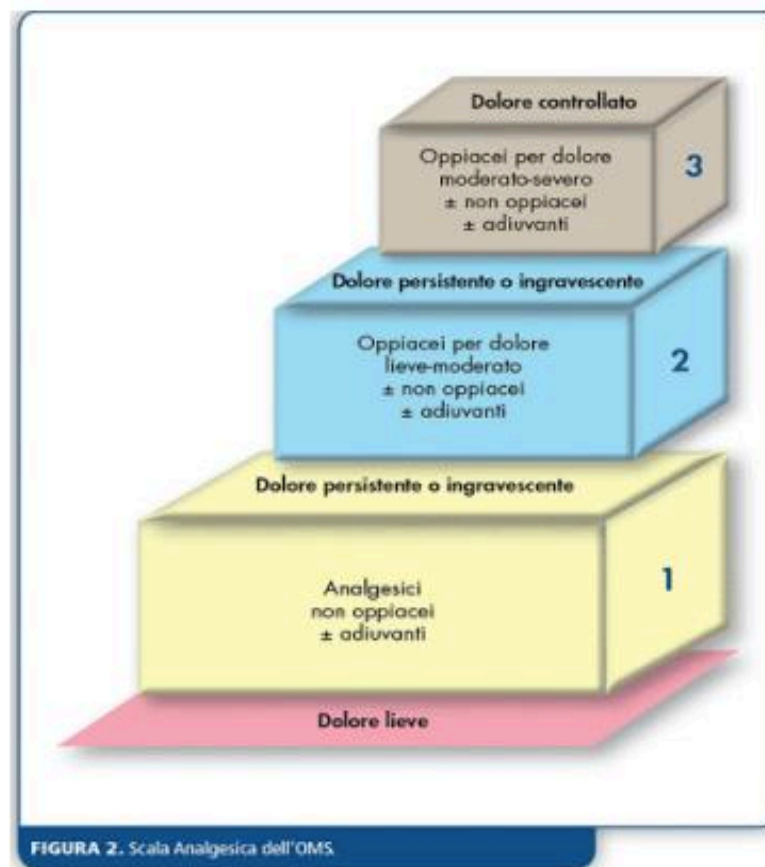 Dolore controllato
Oppiacei per dolore
moderato-severo
± non oppiacei
± adiuvanti
3
Dolore persistente o ingravescente
Oppiacei per dolore
lieve-moderato
± non oppiacei
± adiuvanti
2
Dolore persistente o ingravescente
Analgesici
non oppiacei
± adiuvanti
1
Dolore lieve
FIGURA 2. Scala Analgesica dell'OMS.